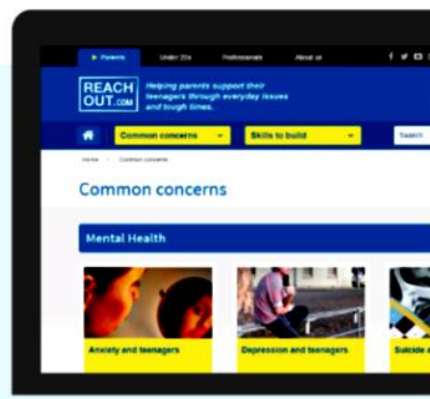 Parents Under 25s Professionals About us
REACH
OUT.COM
Helping parents support their
teenagers through everyday issues
and tough times.
Common concerns Skills to build Search
Home Common concerns
Common concerns
Mental Health
Anxiety and teenagers Depression and teenagers Suicide